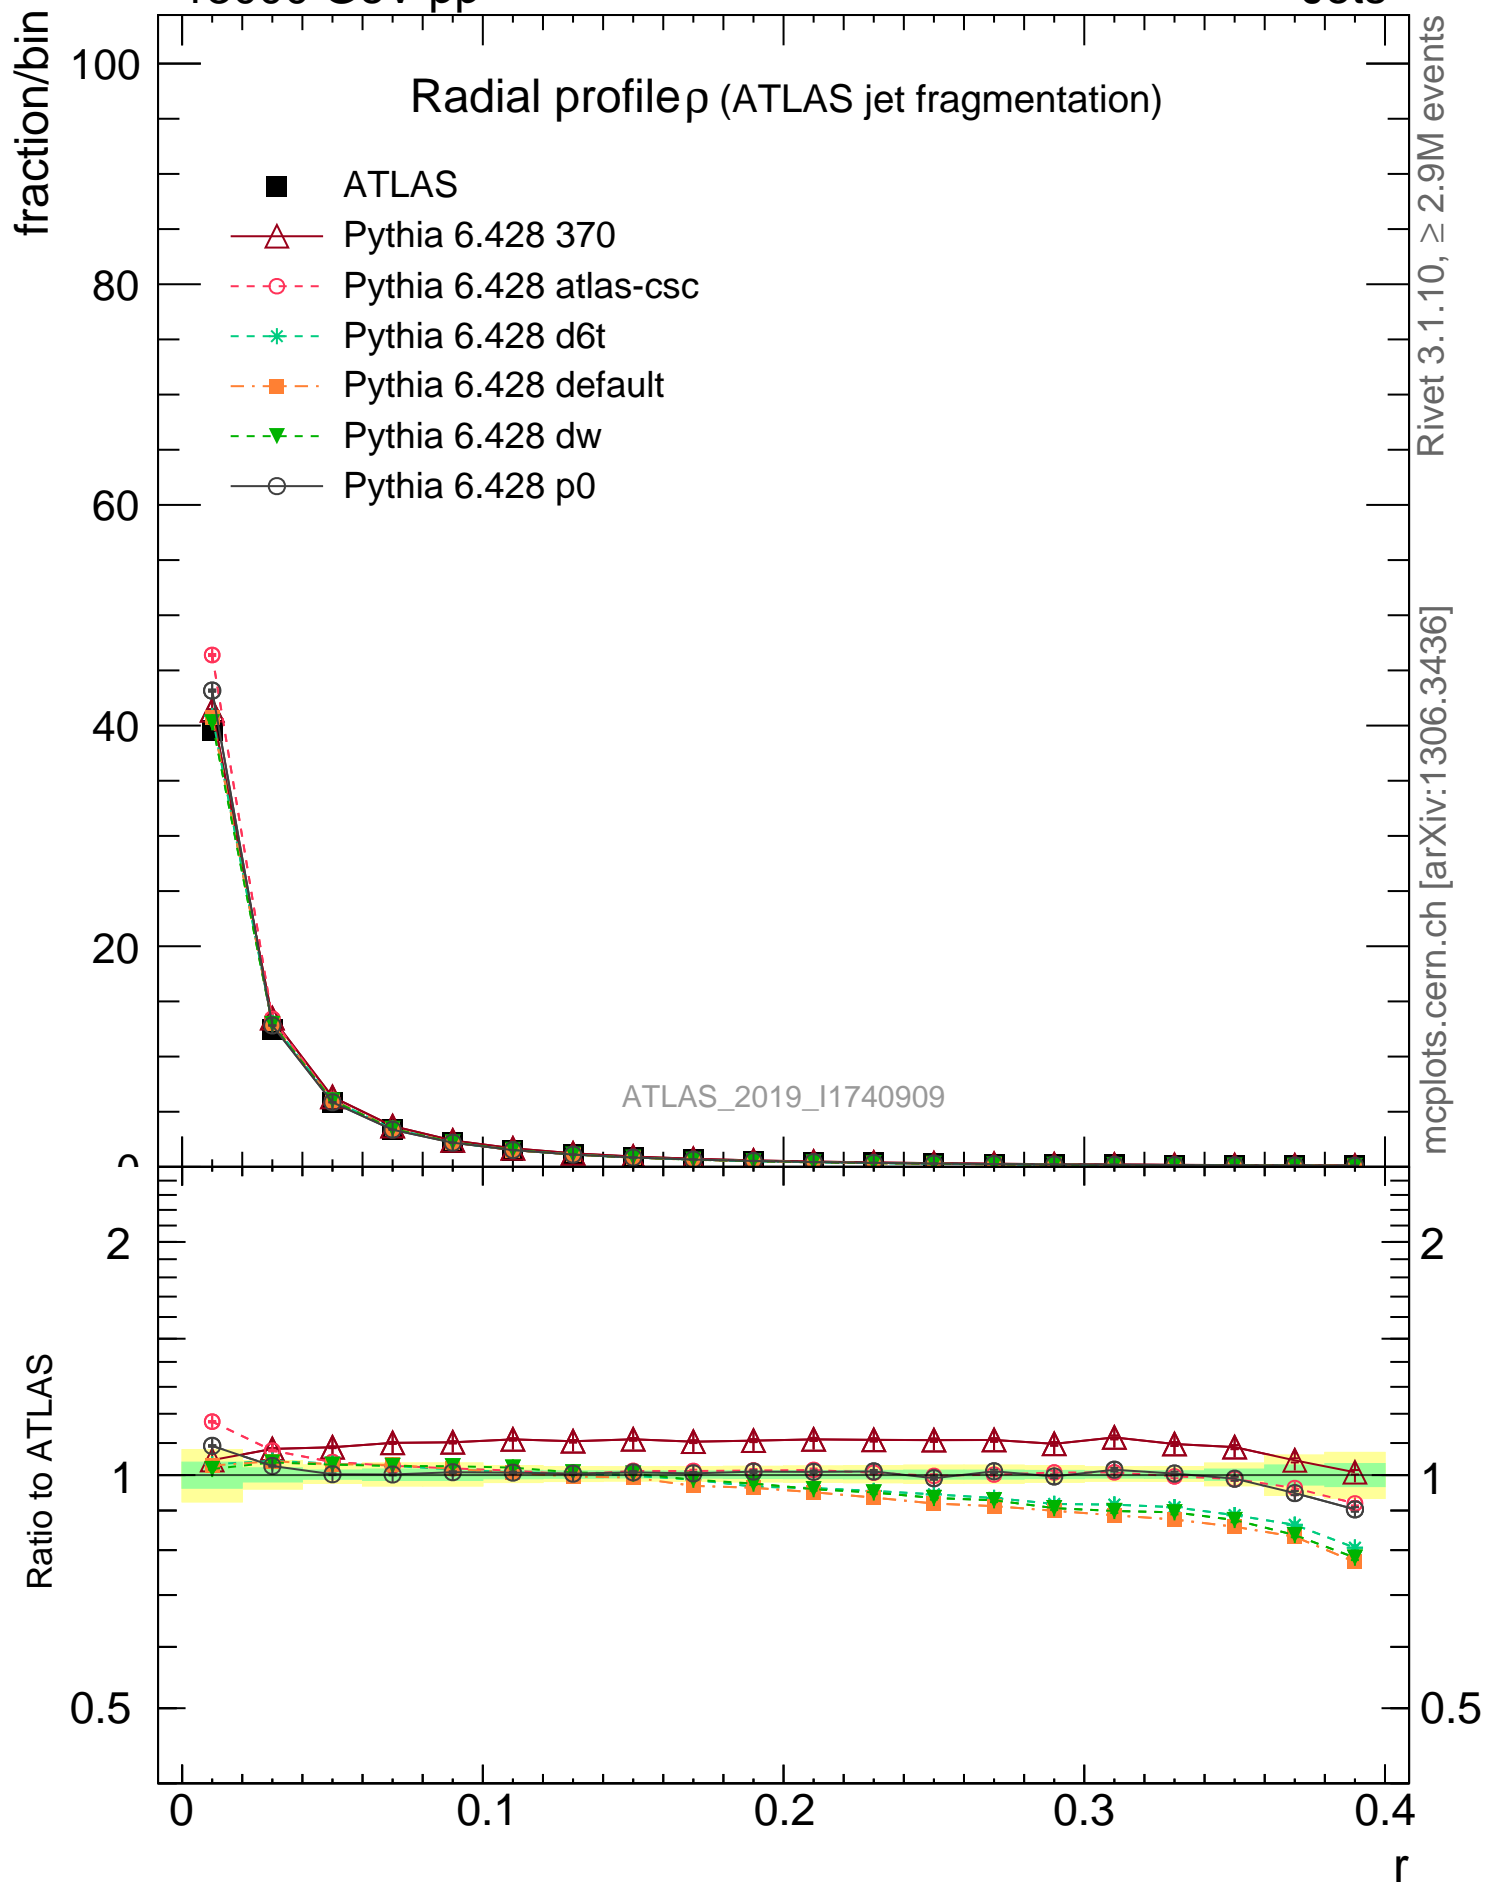 fraction/bin
100
80
60
40
20
0
Radial profile ρ (ATLAS jet fragmentation)
ATLAS
Pythia 6.428 370
Pythia 6.428 atlas-csc
Pythia 6.428 d6t
Pythia 6.428 default
Pythia 6.428 dw
Pythia 6.428 p0
ATLAS_2019_I1740909
Rivet 3.1.10, ≥ 2.9M events
mcplots.cern.ch [arXiv:1306.3436]
Ratio to ATLAS
2
1
0.5
2
1
0.5
0
0.1
0.2
0.3
0.4
r